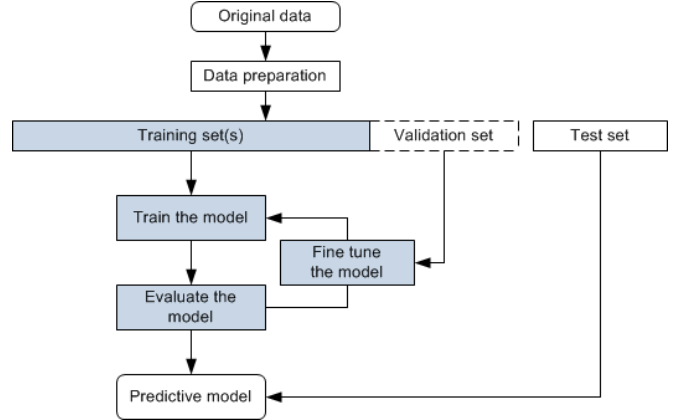 Original data
Data preparation
Training set(s)
Validation set
Test set
Train the model
Fine tune
the model
Evaluate the
model
Predictive model